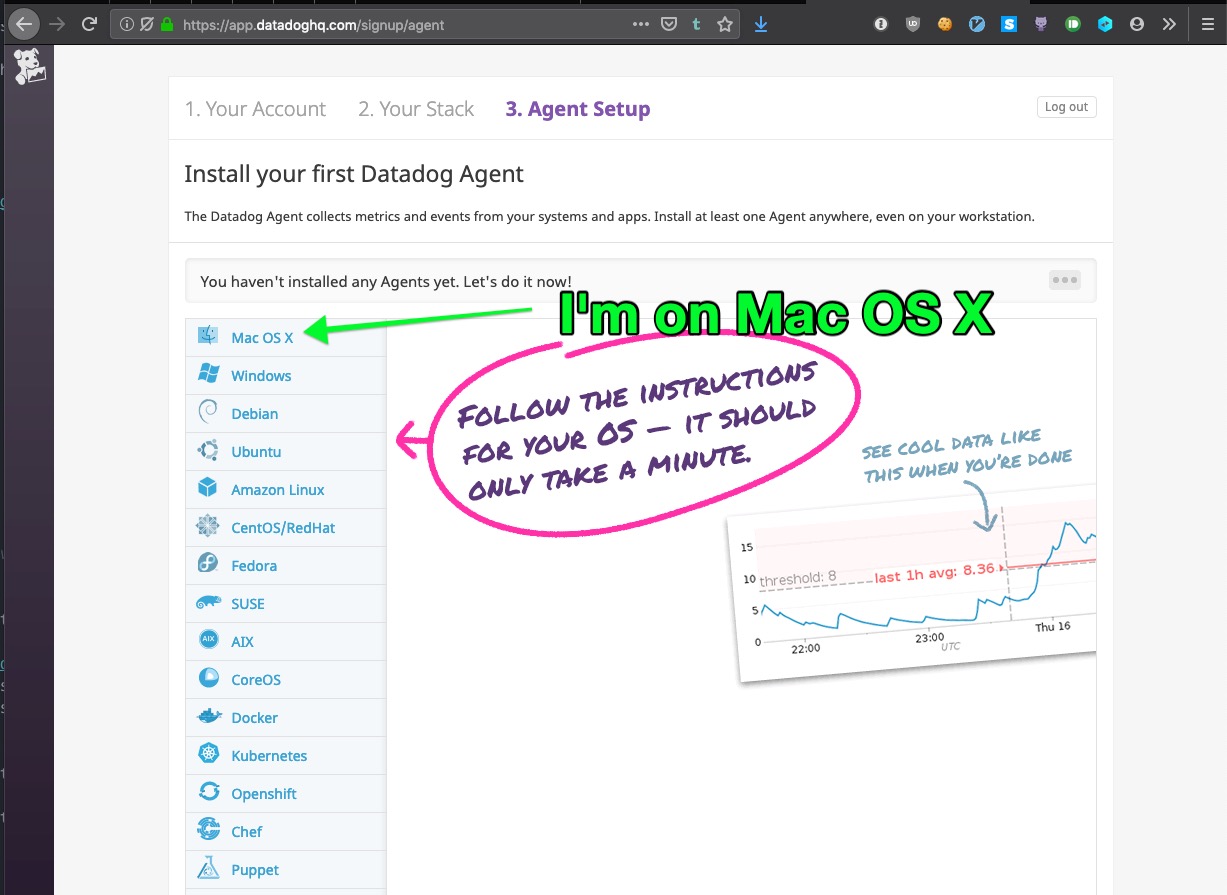 https://app.datadoghq.com/signup/agent
1. Your Account 2. Your Stack 3. Agent Setup
Log out
Install your first Datadog Agent
The Datadog Agent collects metrics and events from your systems and apps. Install at least one Agent anywhere, even on your workstation.
You haven't installed any Agents yet. Let's do it now!
I'm on Mac OS X
Mac OS X
Windows
Debian
Ubuntu
Amazon Linux
CentOS/RedHat
Fedora
SUSE
AIX
AIX
CoreOS
Docker
Kubernetes
Openshift
Chef
Puppet
FOLLOW THE INSTRUCTIONS
FOR YOUR OS — IT SHOULD
ONLY TAKE A MINUTE.
SEE COOL DATA LIKE
THIS WHEN YOU'RE DONE
15
10
5
0
threshold: 8
last 1h avg: 8.36
22:00
23:00
Thu 16
UTC